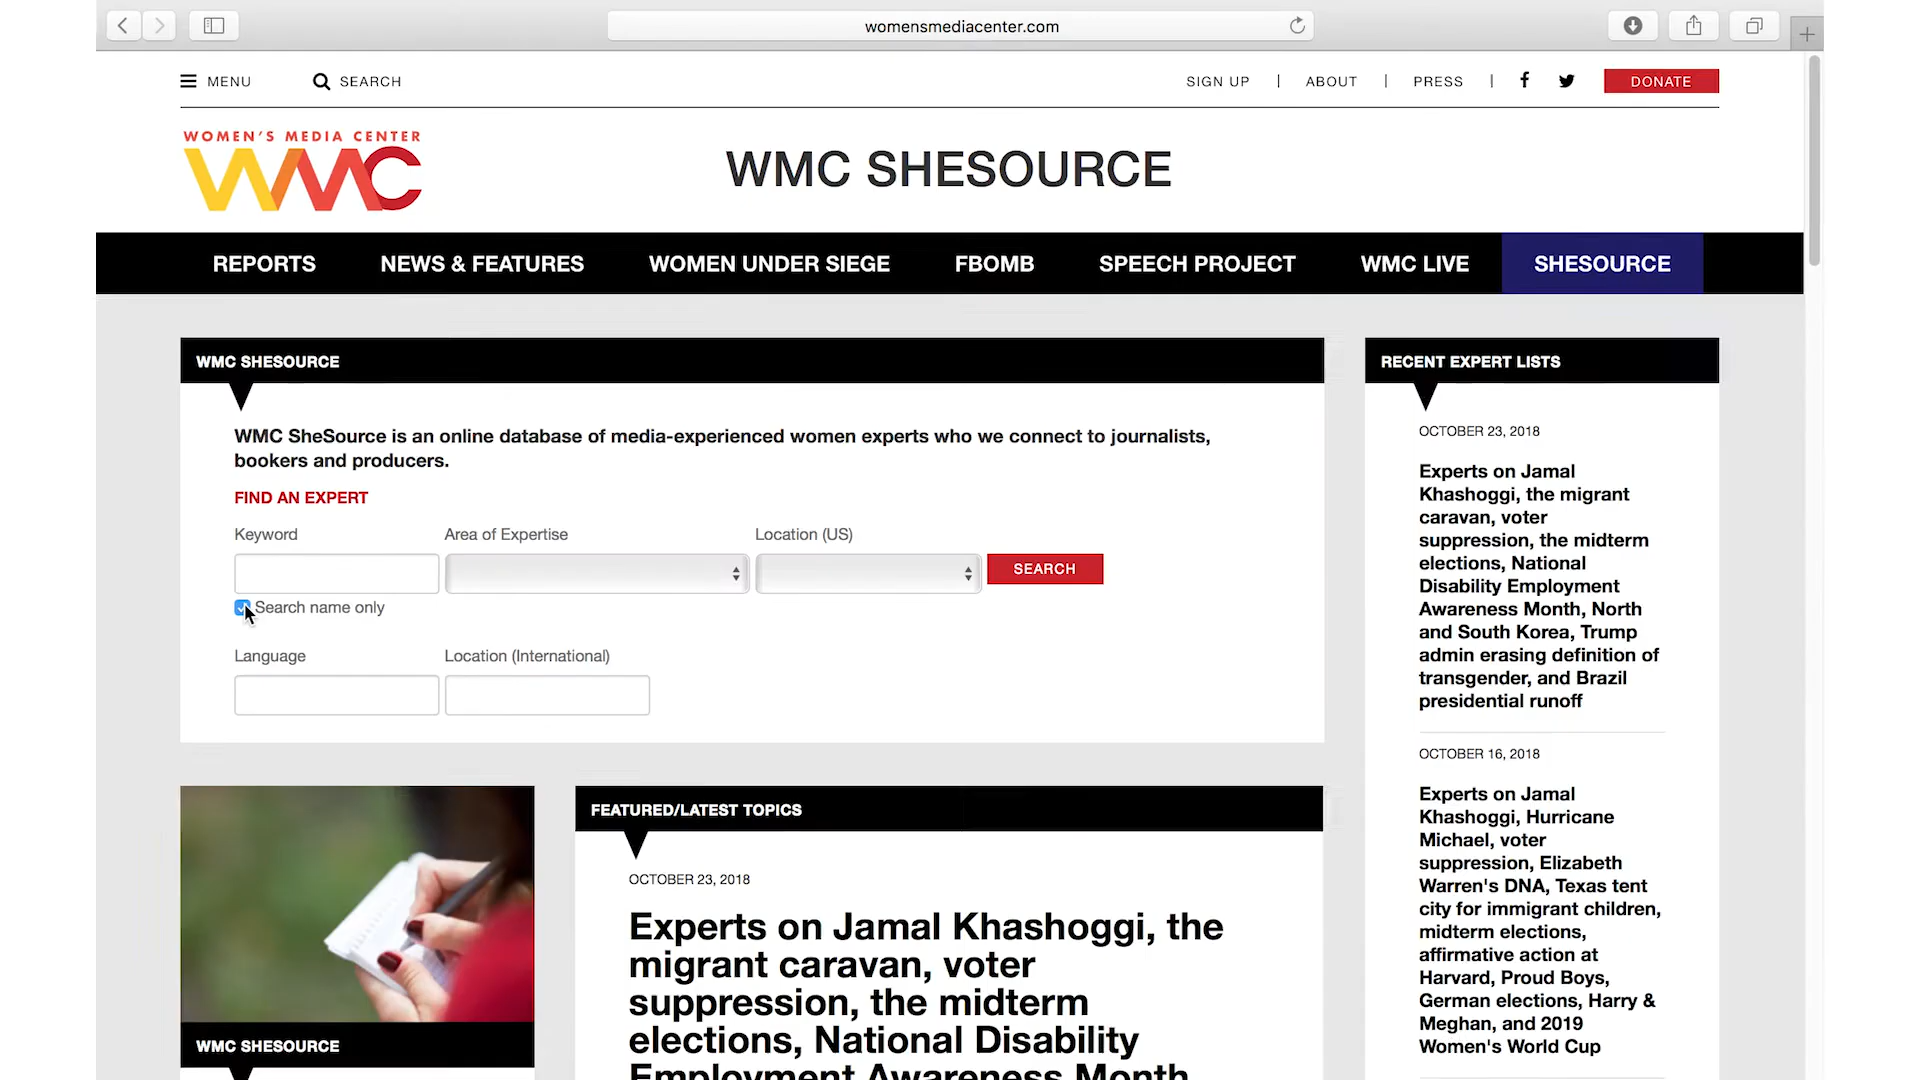 womensmediacenter.com
MENU
SEARCH
SIGN UP | ABOUT | PRESS |
DONATE
WOMEN'S MEDIA CENTER
WMC
WMC SHESOURCE
REPORTS
NEWS & FEATURES
WOMEN UNDER SIEGE
FBOMB
SPEECH PROJECT
WMC LIVE
SHESOURCE
WMC SHESOURCE
WMC SheSource is an online database of media-experienced women experts who we connect to journalists,
bookers and producers.
FIND AN EXPERT
Keyword
Area of Expertise
Location (US)
SEARCH
Search name only
Language
Location (International)
WMC SHESOURCE
FEATURED/LATEST TOPICS
OCTOBER 23, 2018
Experts on Jamal Khashoggi, the
migrant caravan, voter
suppression, the midterm
elections, National Disability
Employment Awareness Month
RECENT EXPERT LISTS
OCTOBER 23, 2018
Experts on Jamal
Khashoggi, the migrant
caravan, voter
suppression, the midterm
elections, National
Disability Employment
Awareness Month, North
and South Korea, Trump
admin erasing definition of
transgender, and Brazil
presidential runoff
OCTOBER 16, 2018
Experts on Jamal
Khashoggi, Hurricane
Michael, voter
suppression, Elizabeth
Warren's DNA, Texas tent
city for immigrant children,
midterm elections,
affirmative action at
Harvard, Proud Boys,
German elections, Harry &
Meghan, and 2019
Women's World Cup